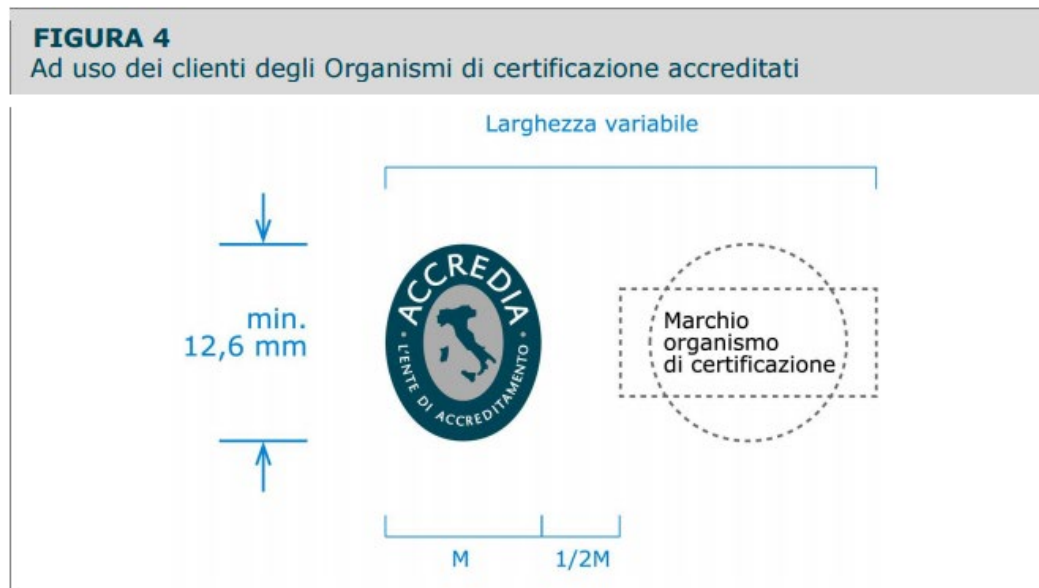 FIGURA 4
Ad uso dei clienti degli Organismi di certificazione accreditati
Larghezza variabile
min.
12,6 mm
ACCREDIA
• L'ENTE DI ACCREDITAMENTO •
Marchio
organismo
di certificazione
M
1/2M